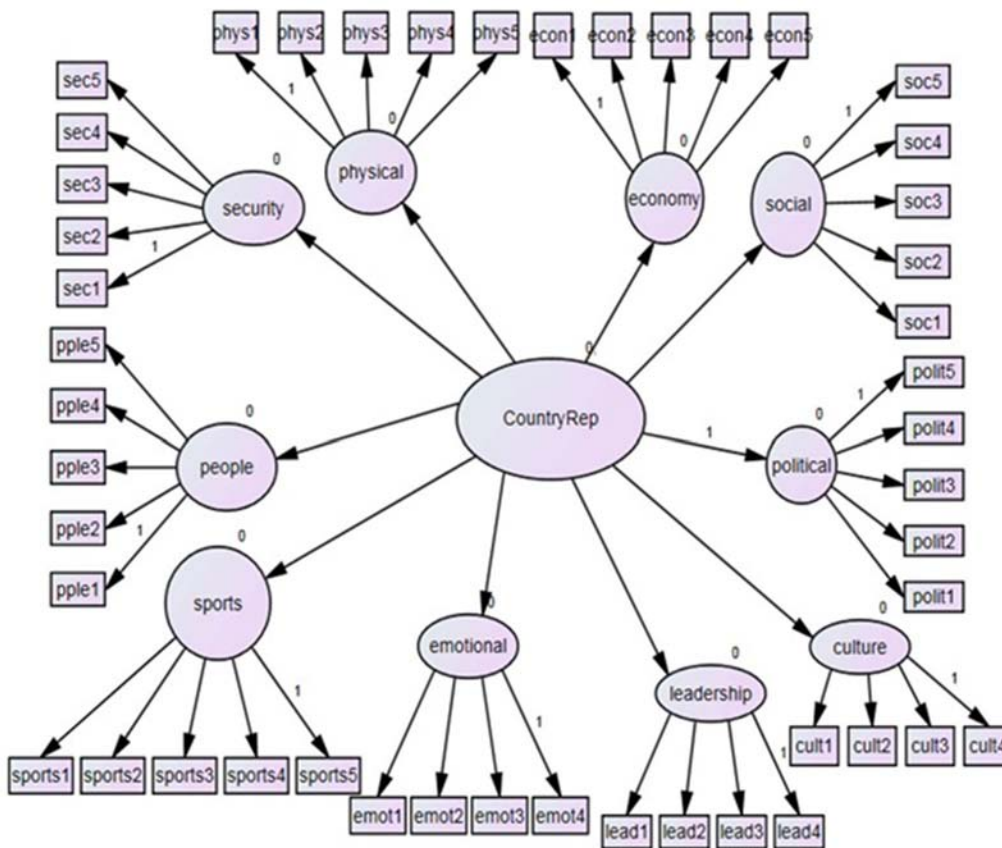 phys1 phys2 phys3 phys4 phys5
econ1 econ2 econ3 econ4 econ5
1
0
physical
1
0
economy
sec5
sec4
sec3
sec2
sec1
0
security
1
soc5
soc4
soc3
soc2
soc1
1
0
social
0
CountryRep
pple5
pple4
pple3
pple2
pple1
0
people
1
polit5
polit4
polit3
polit2
polit1
1
1
0
political
0
sports
1
sports1 sports2 sports3 sports4 sports5
0
emotional
1
emot1 emot2 emot3 emot4
0
leadership
1
lead1 lead2 lead3 lead4
0
culture
1
cult1 cult2 cult3 cult4